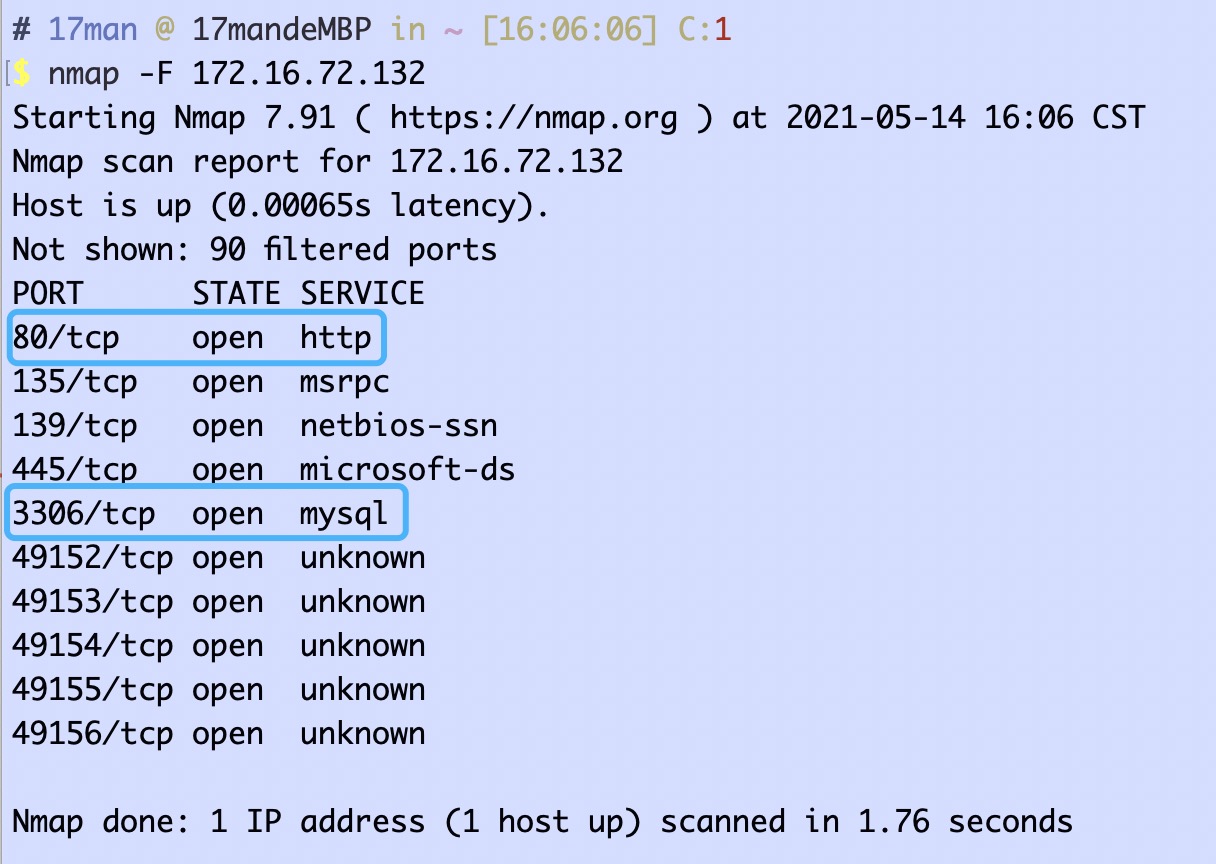 # 17man @ 17mandeMBP in ~ [16:06:06] C:1
[$ nmap -F 172.16.72.132
Starting Nmap 7.91 ( https://nmap.org ) at 2021-05-14 16:06 CST
Nmap scan report for 172.16.72.132
Host is up (0.00065s latency).
Not shown: 90 filtered ports
PORT      STATE SERVICE
80/tcp    open  http
135/tcp   open  msrpc
139/tcp   open  netbios-ssn
445/tcp   open  microsoft-ds
3306/tcp  open  mysql
49152/tcp open  unknown
49153/tcp open  unknown
49154/tcp open  unknown
49155/tcp open  unknown
49156/tcp open  unknown
Nmap done: 1 IP address (1 host up) scanned in 1.76 seconds